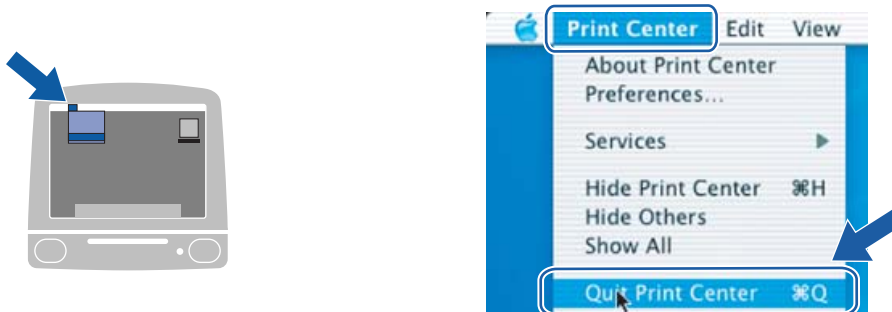 Print Center Edit View
About Print Center
Preferences...
Services
Hide Print Center ⌘H
Hide Others
Show All
Quit Print Center ⌘Q